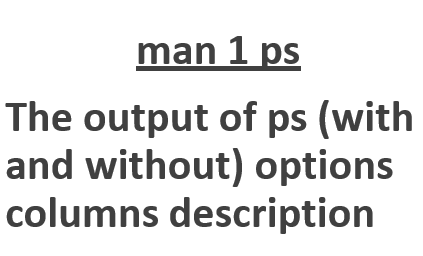 man 1 ps
The output of ps (with
and without) options
columns description